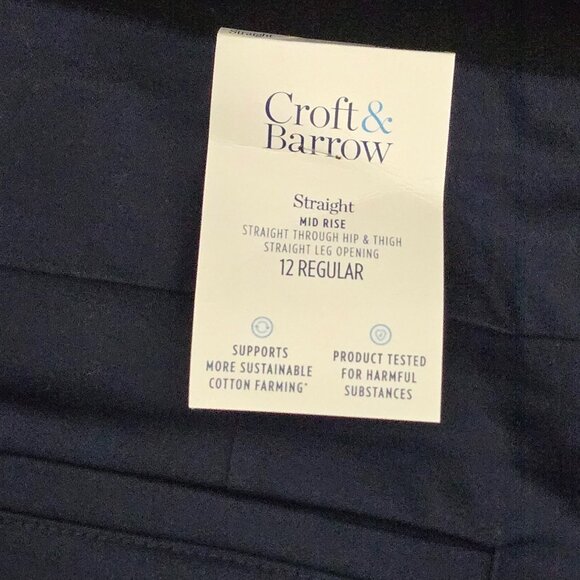 Straight
Croft&
Barrow
Straight
MID RISE
STRAIGHT THROUGH HIP & THIGH
STRAIGHT LEG OPENING
12 REGULAR
SUPPORTS
MORE SUSTAINABLE
COTTON FARMING*
PRODUCT TESTED
FOR HARMFUL
SUBSTANCES